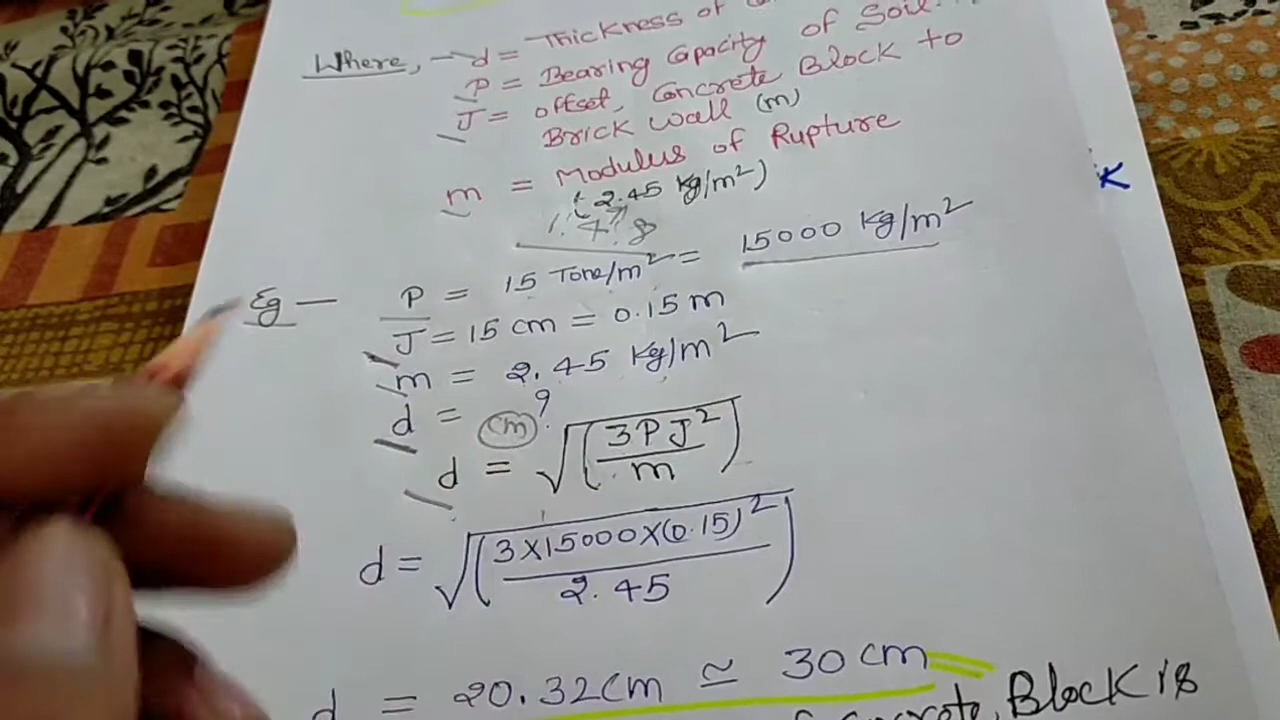 Where, - d = Thickness of
P = Bearing Capacity of Soil.
J = offset, Concrete Block to
Brick Wall (m)
m = Modulus of Rupture
(2.45 Kg/m²)
1.478
Eg — P = 15 Tone/m² = 15000 Kg/m²
J = 15 cm = 0.15 m
m = 2.45 Kg/m²
d = ?
cm
d = √(3PJ²/m)
d = √(3×15000×(0.15)²/2.45)
d = 20.32cm ≃ 30 cm
Block is
K